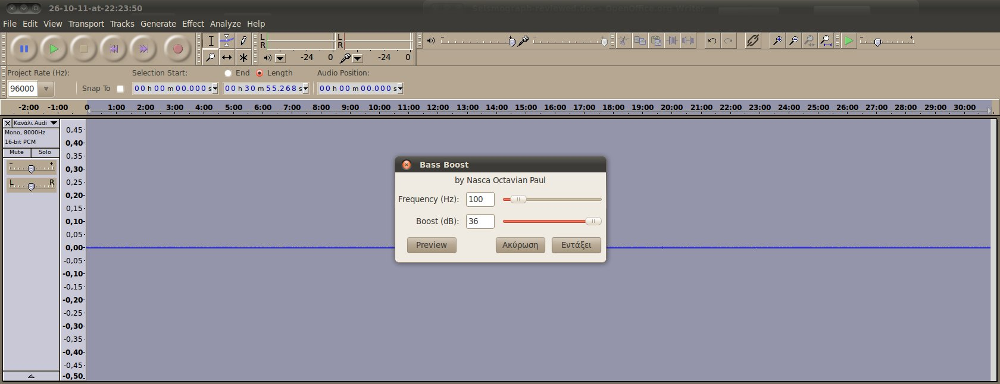 26-10-11-at-22:23:50
Seismograph-reviewed.doc - OpenOffice.org Writer
File Edit View Transport Tracks Generate Effect Analyze Help
L L
R R
-24 0 -24 0
Project Rate (Hz): Selection Start: End Length Audio Position:
96000 Snap To 00 h 00 m 00.000 s 00 h 30 m 55.268 s 00 h 00 m 00.000 s
-2:00 -1:00 0 1:00 2:00 3:00 4:00 5:00 6:00 7:00 8:00 9:00 10:00 11:00 12:00 13:00 14:00 15:00 16:00 17:00 18:00 19:00 20:00 21:00 22:00 23:00 24:00 25:00 26:00 27:00 28:00 29:00 30:00
Κανάλι Audi
Mono, 8000Hz
16-bit PCM
Mute Solo
- +
L R
0,45
0,40
0,35
0,30
0,25
0,20
0,15
0,10
0,05
0,00
-0,05
-0,10
-0,15
-0,20
-0,25
-0,30
-0,35
-0,40
-0,45
-0,50
Bass Boost
by Nasca Octavian Paul
Frequency (Hz): 100
Boost (dB): 36
Preview Ακύρωση Εντάξει